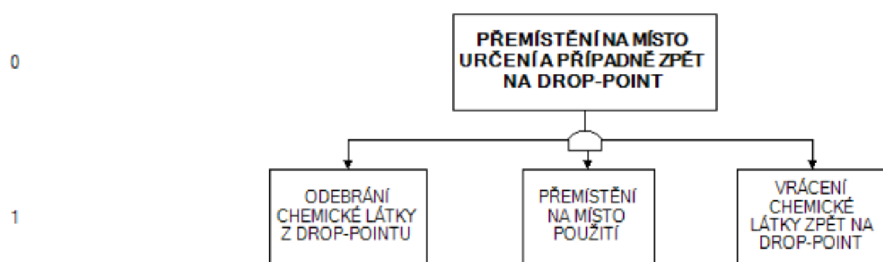 0
PŘEMÍSTĚNÍ NA MÍSTO
URČENÍ A PŘÍPADNĚ ZPĚT
NA DROP-POINT
1
ODEBRÁNÍ
CHEMICKÉ LÁTKY
Z DROP-POINTU
PŘEMÍSTĚNÍ
NA MÍSTO
POUŽITÍ
VRÁCENÍ
CHEMICKÉ
LÁTKY ZPĚT NA
DROP-POINT